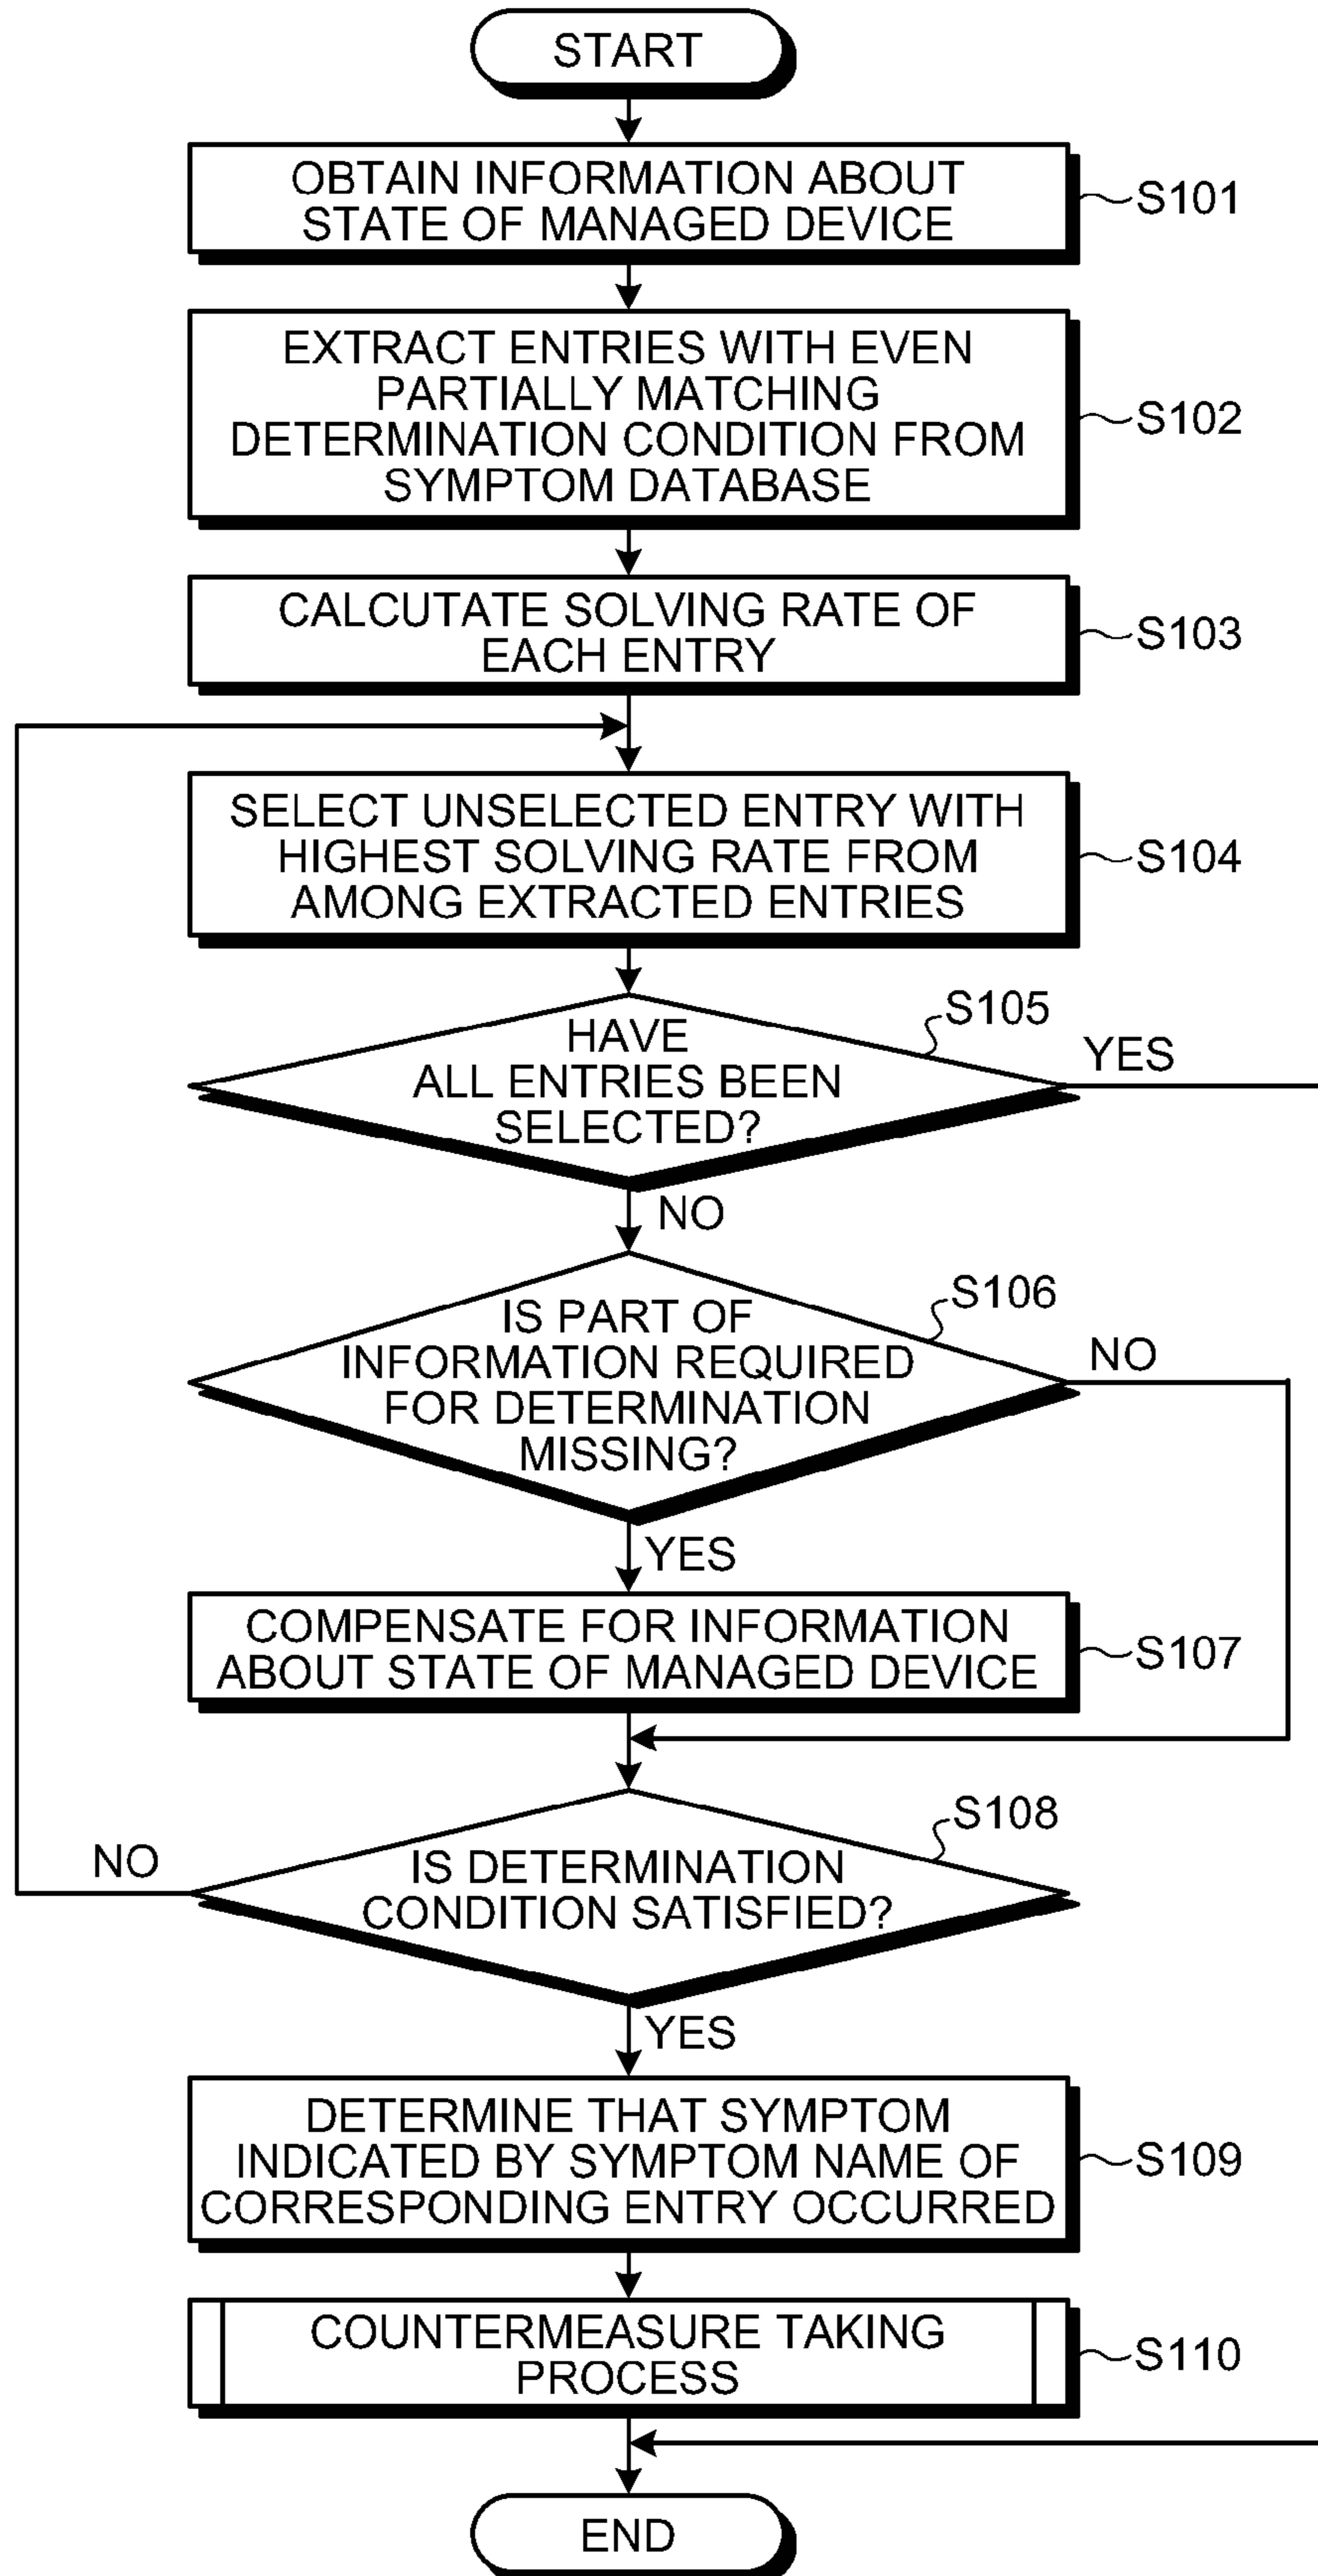 START
OBTAIN INFORMATION ABOUT
STATE OF MANAGED DEVICE
S101
EXTRACT ENTRIES WITH EVEN
PARTIALLY MATCHING
DETERMINATION CONDITION FROM
SYMPTOM DATABASE
S102
CALCUTATE SOLVING RATE OF
EACH ENTRY
S103
SELECT UNSELECTED ENTRY WITH
HIGHEST SOLVING RATE FROM
AMONG EXTRACTED ENTRIES
S104
S105
HAVE
ALL ENTRIES BEEN
SELECTED?
YES
NO
S106
IS PART OF
INFORMATION REQUIRED
FOR DETERMINATION
MISSING?
NO
YES
COMPENSATE FOR INFORMATION
ABOUT STATE OF MANAGED DEVICE
S107
S108
IS DETERMINATION
CONDITION SATISFIED?
NO
YES
DETERMINE THAT SYMPTOM
INDICATED BY SYMPTOM NAME OF
CORRESPONDING ENTRY OCCURRED
S109
COUNTERMEASURE TAKING
PROCESS
S110
END